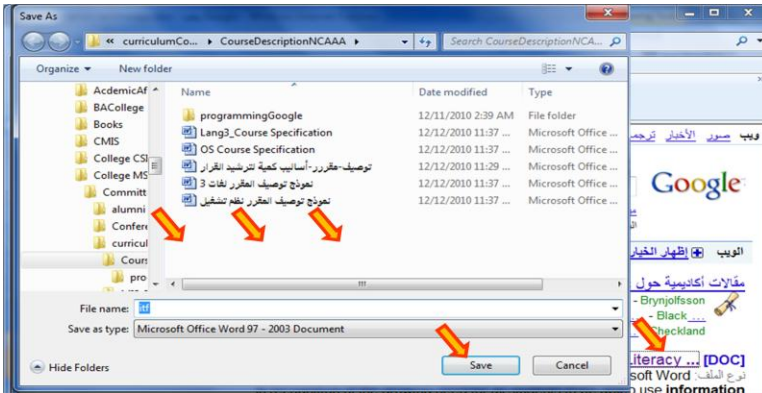 Save As
« curriculumCo... ▸ CourseDescriptionNCAAA ▸
Search CourseDescriptionNCA...
Organize
New folder
Name
Date modified
Type
AcdemicAf
BACollege
Books
CMIS
College CSI
College MS
Committ
alumni
Confere
curricul
Cours
pro
programmingGoogle 12/11/2010 2:39 AM File folder
Lang3_Course Specification 12/12/2010 11:37 ... Microsoft Office ...
OS Course Specification 12/12/2010 11:37 ... Microsoft Office ...
توصيف-مقررر-أساليب كمية لترشيد القرار 12/12/2010 11:29 ... Microsoft Office ...
نموذج توصيف المقرر لغات 3 12/12/2010 11:37 ... Microsoft Office ...
نموذج توصيف المقرر نظم تشغيل 12/12/2010 11:37 ... Microsoft Office ...
File name: itf
Save as type: Microsoft Office Word 97 - 2003 Document
Hide Folders
Save
Cancel
ويب صور الأخبار ترجمة
Google
الويب إظهار الخيار
مقالات أكاديمية حول
- Brynjolfsson
... - Black
... - Checkland
Literacy ... [DOC]
نوع الملف: soft Word
use information